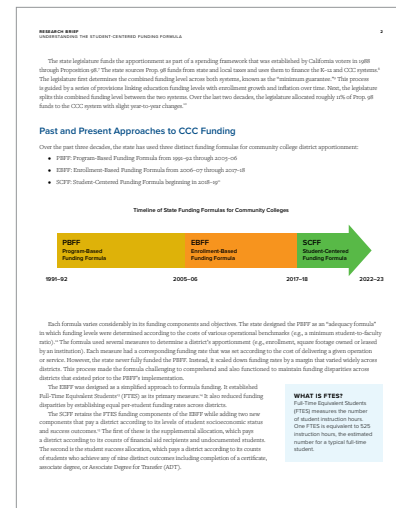 RESEARCH BRIEF 2
UNDERSTANDING THE STUDENT-CENTERED FUNDING FORMULA
The state legislature funds the apportionment as part of a spending framework that was established by California voters in 1988
through Proposition 98. The state sources Prop. 98 funds from state and local taxes and uses them to finance the K–12 and CCC systems.
The legislature first determines the combined funding level across both systems, known as the “minimum guarantee.” This process
is guided by a series of provisions linking education funding levels with enrollment growth and inflation over time. Next, the legislature
splits this combined funding level between the two systems. Over the last two decades, the legislature allocated roughly 11% of Prop. 98
funds to the CCC system with slight year-to-year changes.
Past and Present Approaches to CCC Funding
Over the past three decades, the state has used three distinct funding formulas for community college district apportionment:
• PBFF: Program-Based Funding Formula from 1991–92 through 2005–06
• EBFF: Enrollment-Based Funding Formula from 2006–07 through 2017–18
• SCFF: Student-Centered Funding Formula beginning in 2018–19
Timeline of State Funding Formulas for Community Colleges
PBFF EBFF SCFF
Program-Based Enrollment-Based Student-Centered
Funding Formula Funding Formula Funding Formula
1991–92 2005–06 2017–18 2022–23
Each formula varies considerably in its funding components and objectives. The state designed the PBFF as an “adequacy formula”
in which funding levels were determined according to the costs of various operational benchmarks (e.g., a minimum student-to-faculty
ratio). The formula used several measures to determine a district’s apportionment (e.g., enrollment, square footage owned or leased
by an institution). Each measure had a corresponding funding rate that was set according to the cost of delivering a given operation
or service. However, the state never fully funded the PBFF. Instead, it scaled down funding rates by a margin that varied widely across
districts. This process made the formula challenging to comprehend and also functioned to maintain funding disparities across
districts that existed prior to the PBFF’s implementation.
The EBFF was designed as a simplified approach to formula funding. It established
Full-Time Equivalent Students (FTES) as its primary measure. It also reduced funding
disparities by establishing equal per-student funding rates across districts.
The SCFF retains the FTES funding components of the EBFF while adding two new
components that pay a district according to its levels of student socioeconomic status
and success outcomes. The first of these is the supplemental allocation, which pays
a district according to its counts of financial aid recipients and undocumented students.
The second is the student success allocation, which pays a district according to its counts
of students who achieve any of nine distinct outcomes including completion of a certificate,
associate degree, or Associate Degree for Transfer (ADT).
WHAT IS FTES?
Full-Time Equivalent Students
(FTES) measures the number
of student instruction hours.
One FTES is equivalent to 525
instruction hours, the estimated
number for a typical full-time
student.